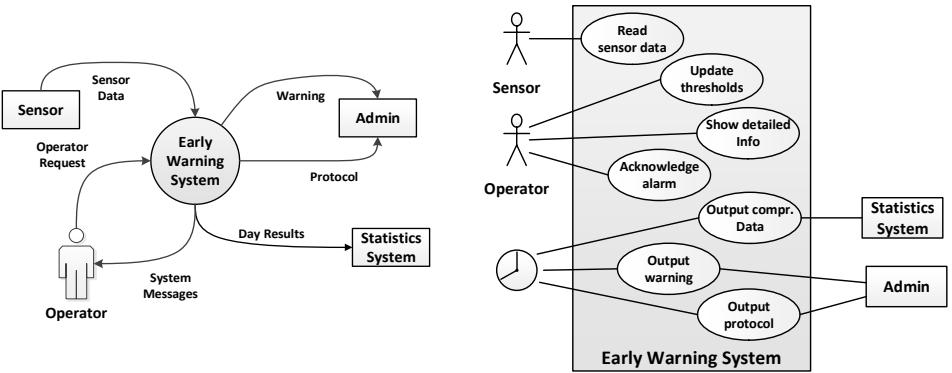 Sensor
Data
Sensor
Warning
Admin
Early
Warning
System
Operator
Request
Protocol
Day Results
Statistics
System
System
Messages
Operator
Read
sensor data
Sensor
Update
thresholds
Show detailed
Info
Operator
Acknowledge
alarm
Output compr.
Data
Statistics
System
Output
warning
Admin
Output
protocol
Early Warning System